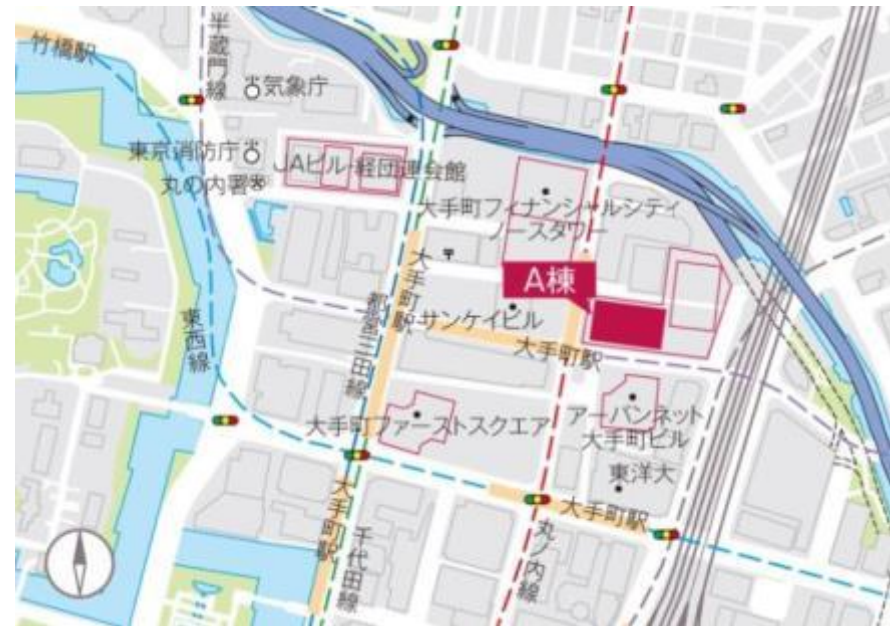 竹橋駅
半蔵門線
気象庁
東京消防庁
JAビル・経団連会館
丸の内署
大手町フィナンシャルシティ
ノースタワー
大手町駅
A棟
サンケイビル
都営三田線
東西線
大手町駅
大手町ファーストスクエア
アーバンネット
大手町ビル
東洋大
大手町駅
大手町駅
千代田線
丸ノ内線